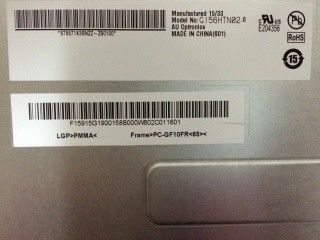 Manufactured 15/33
Model No: G156HTN02.0
AU Optronics
MADE IN CHINA(S01)
E204356
RoHS
15
F15915G1900158B000W802C011601
LGP>PMMA< Frame>PC-GF10FR<65><